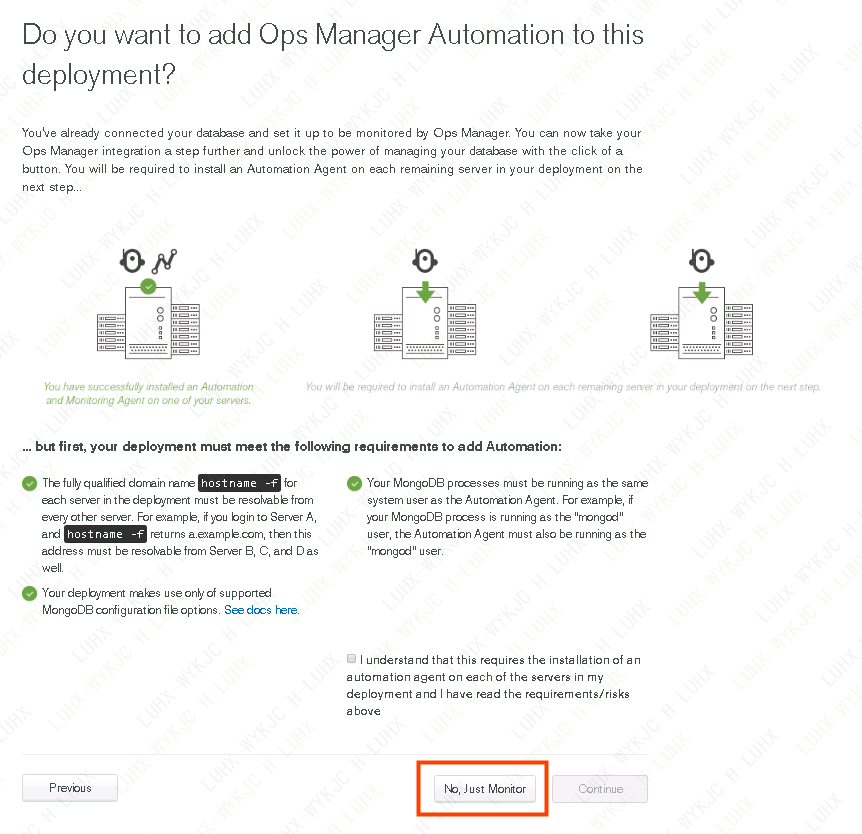 Do you want to add Ops Manager Automation to this
deployment?
You've already connected your database and set it up to be monitored by Ops Manager. You can now take your
Ops Manager integration a step further and unlock the power of managing your database with the click of a
button. You will be required to install an Automation Agent on each remaining server in your deployment on the
next step...
You have successfully installed an Automation
and Monitoring Agent on one of your servers.
You will be required to install an Automation Agent on each remaining server in your deployment on the next step.
... but first, your deployment must meet the following requirements to add Automation:
The fully qualified domain name hostname -f for
each server in the deployment must be resolvable from
every other server. For example, if you login to Server A,
and hostname -f returns a.example.com, then this
address must be resolvable from Server B, C, and D as
well.
Your deployment makes use only of supported
MongoDB configuration file options. See docs here.
Your MongoDB processes must be running as the same
system user as the Automation Agent. For example, if
your MongoDB process is running as the "mongod"
user, the Automation Agent must also be running as the
"mongod" user.
I understand that this requires the installation of an
automation agent on each of the servers in my
deployment and I have read the requirements/risks
above
Previous
No, Just Monitor
Continue